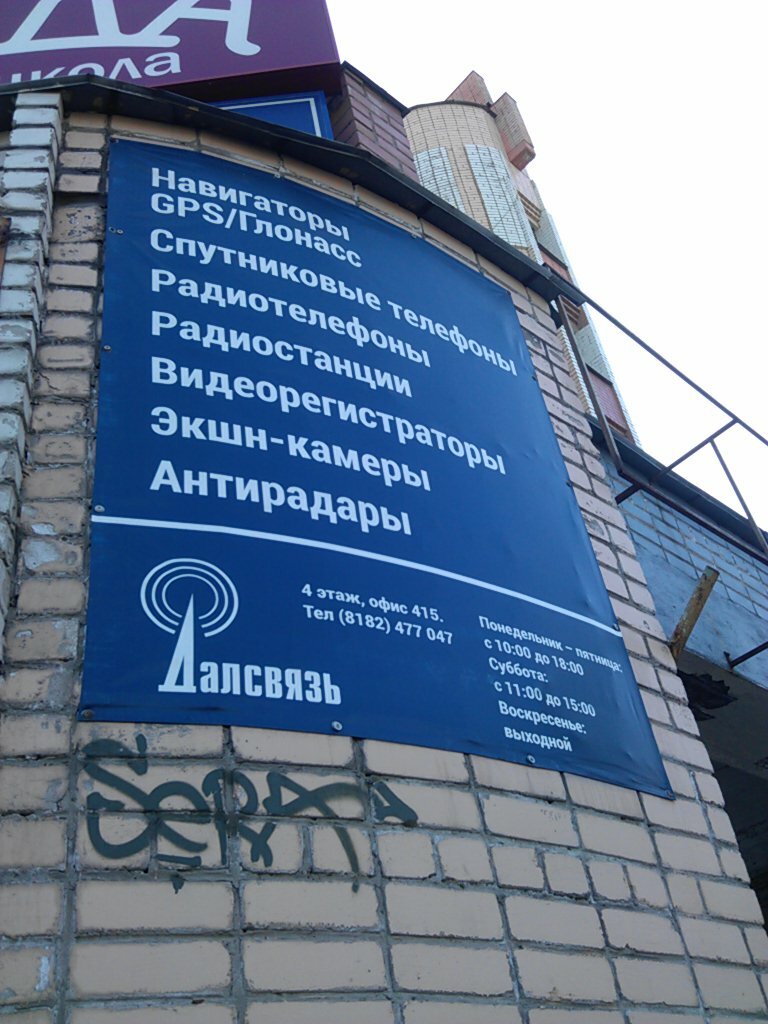 ДА
школа
Навигаторы
GPS/Глонасс
Спутниковые телефоны
Радиотелефоны
Радиостанции
Видеорегистраторы
Экшн-камеры
Антирадары
4 этаж, офис 415.
Тел (8182) 477 047
Далсвязь
Понедельник – пятница:
с 10:00 до 18:00
Суббота:
с 11:00 до 15:00
Воскресенье:
выходной